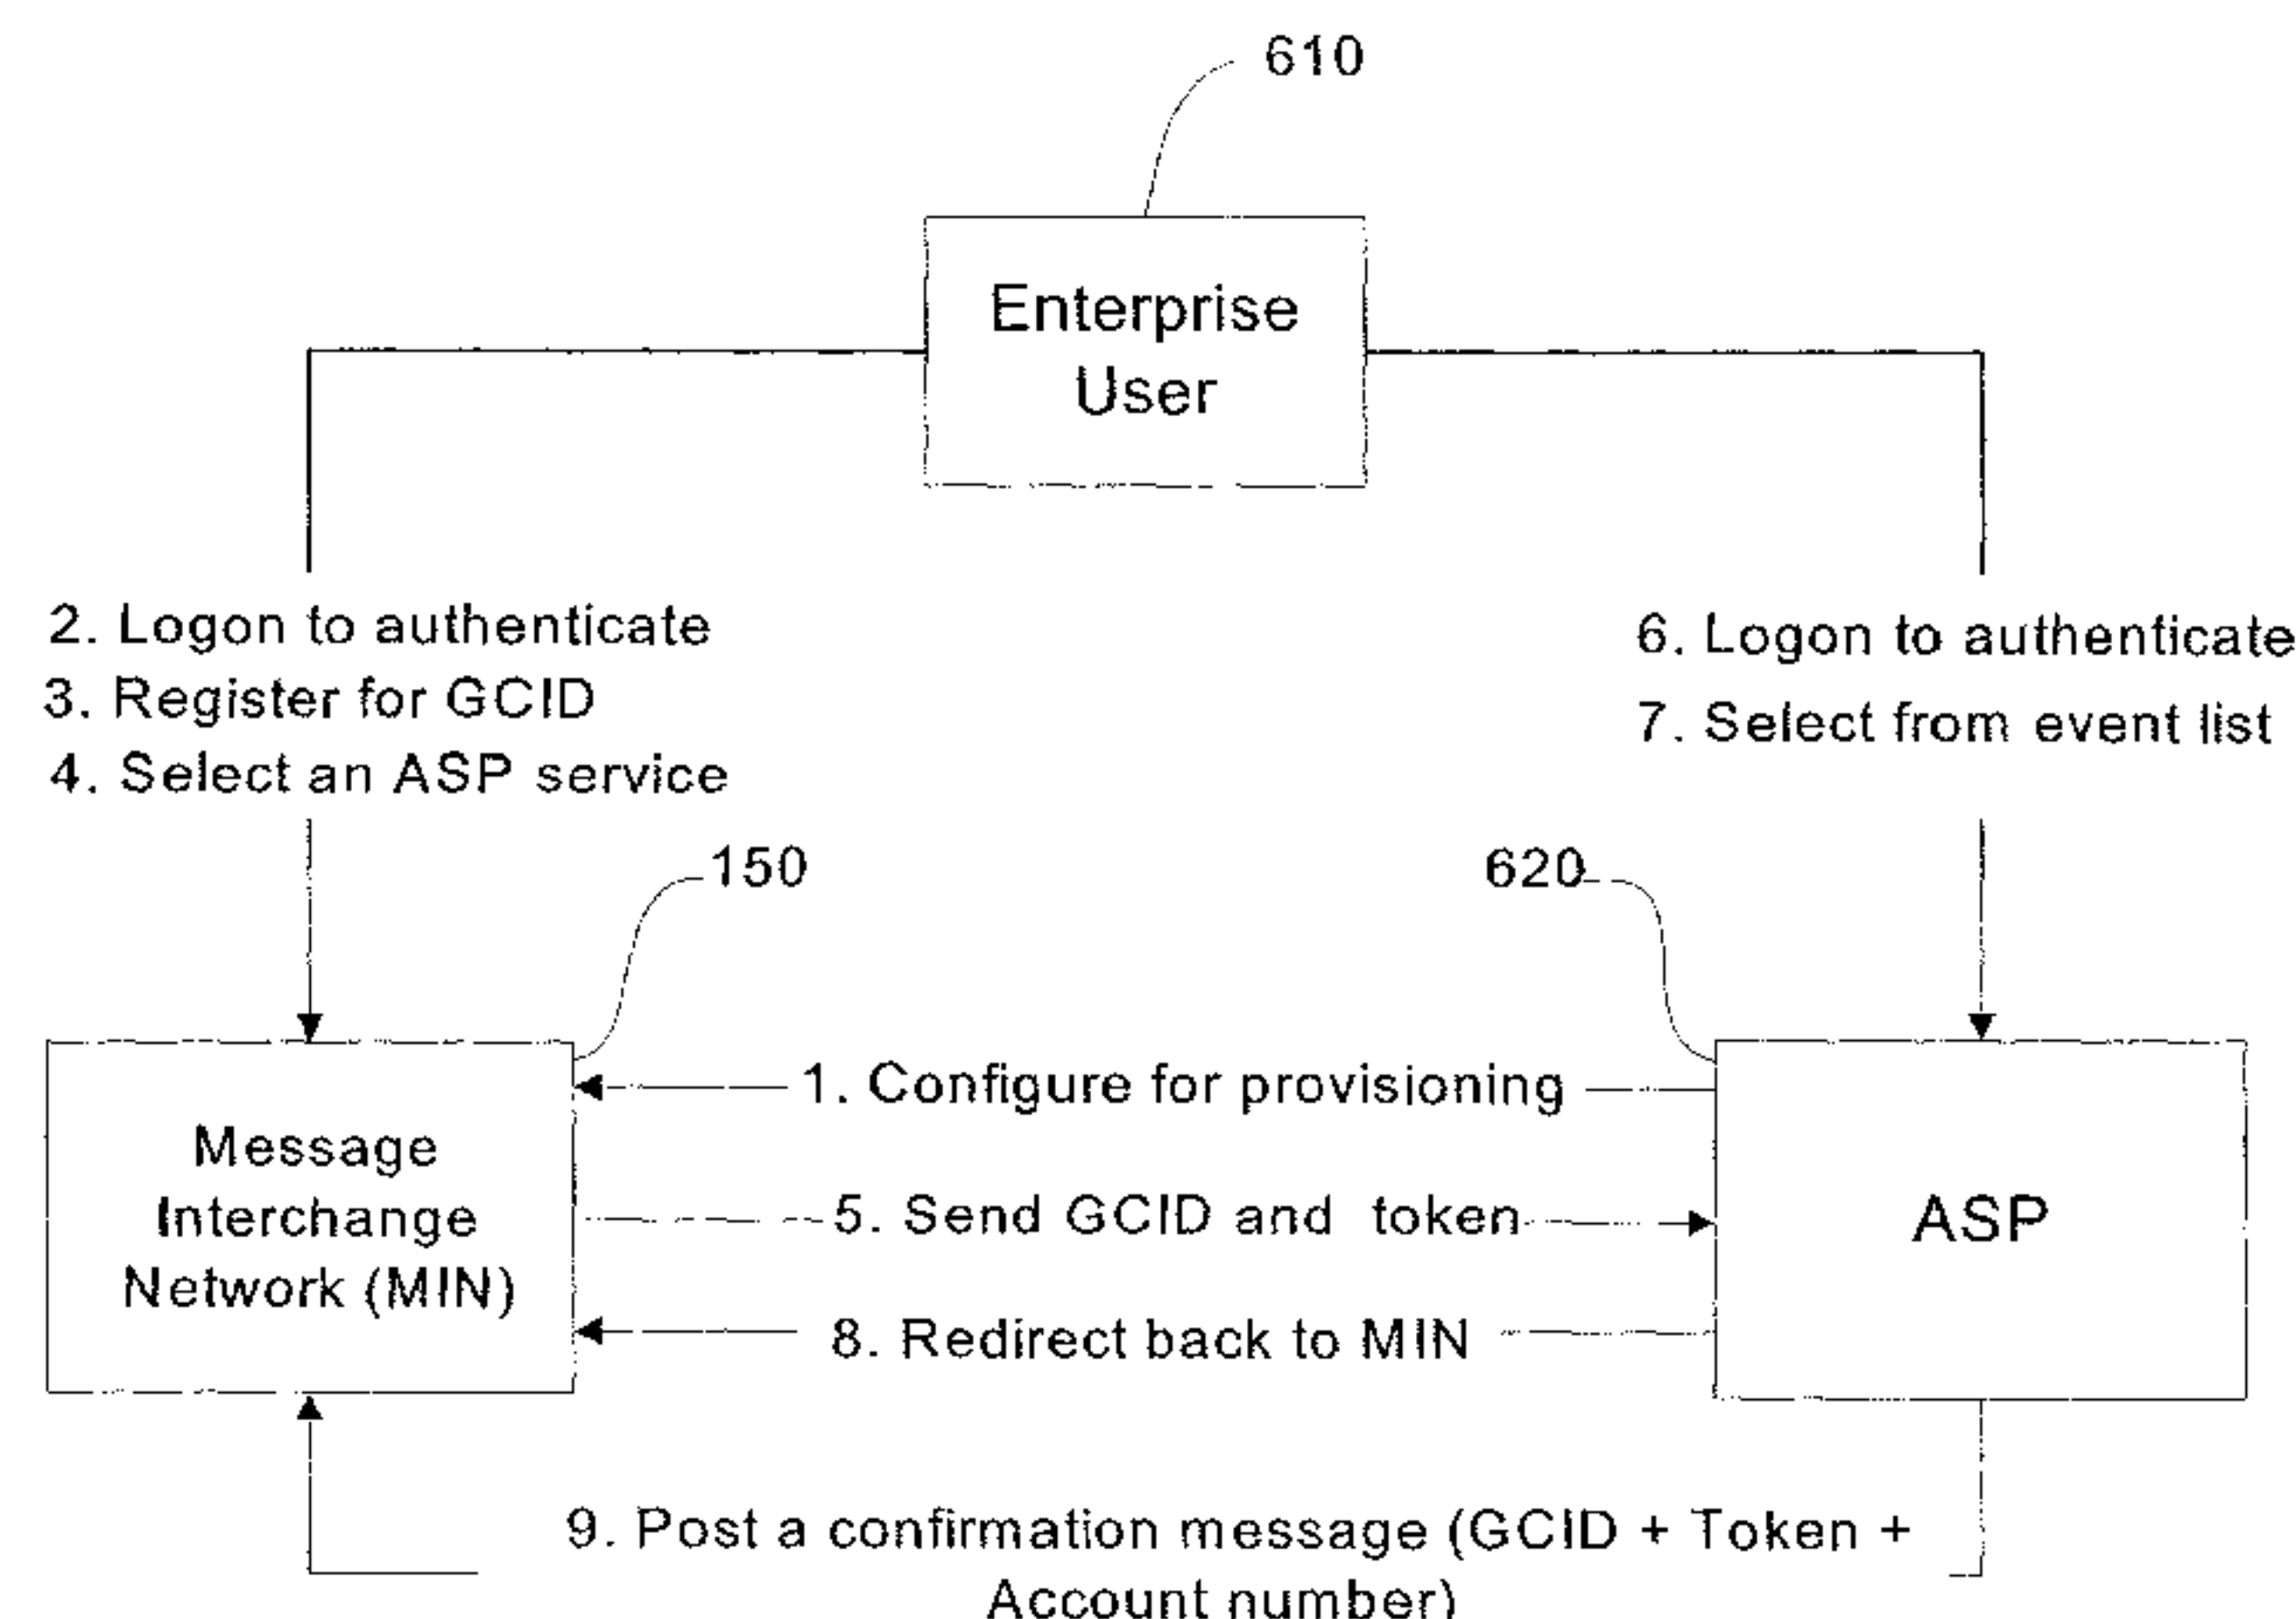 610
Enterprise
User
2. Logon to authenticate
3. Register for GCID
4. Select an ASP service
6. Logon to authenticate
7. Select from event list
150
620
1. Configure for provisioning
Message
Interchange
Network (MIN)
5. Send GCID and token
ASP
8. Redirect back to MIN
9. Post a confirmation message (GCID + Token +
Account number)